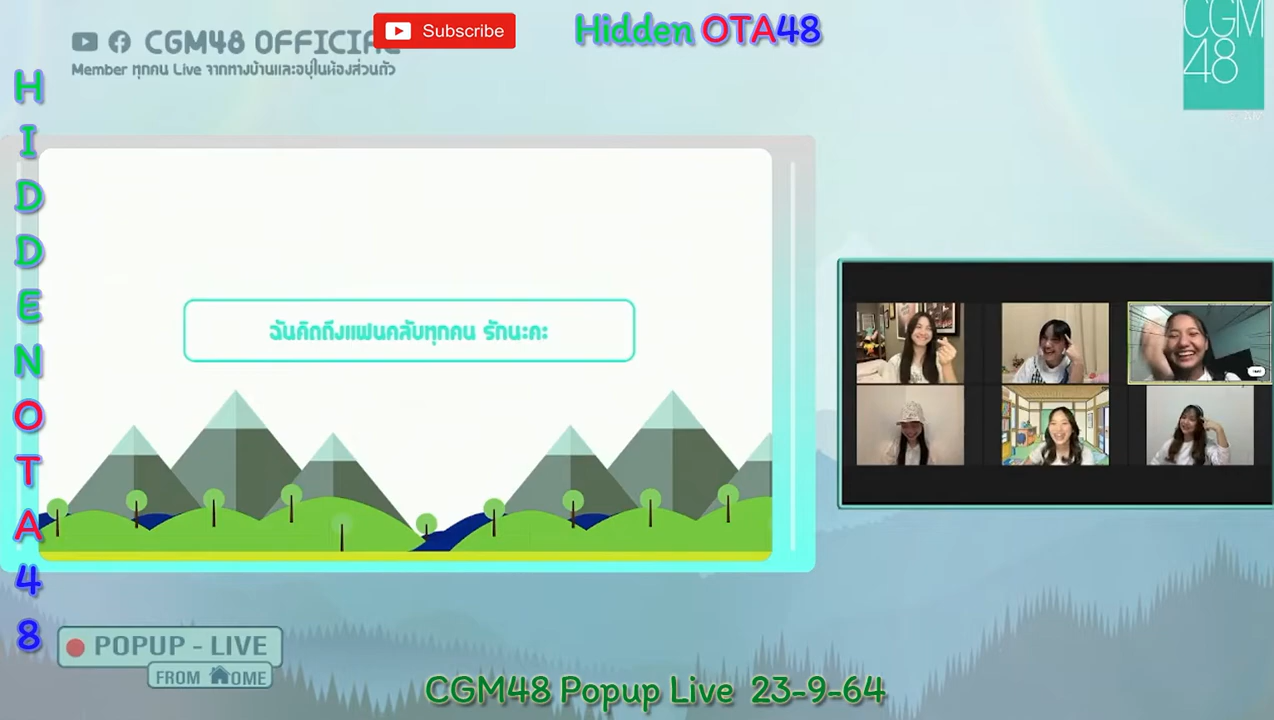 CGM48 OFFICIAL
Subscribe
Hidden OTA48
CGM
48
Member ทุกคน Live จากทางบ้านและอยู่ในห้องส่วนตัว
HIDDENOTA48
ฉันคิดถึงแฟนคลับทุกคน รักนะคะ
POPUP - LIVE
FROM HOME
CGM48 Popup Live 23-9-64